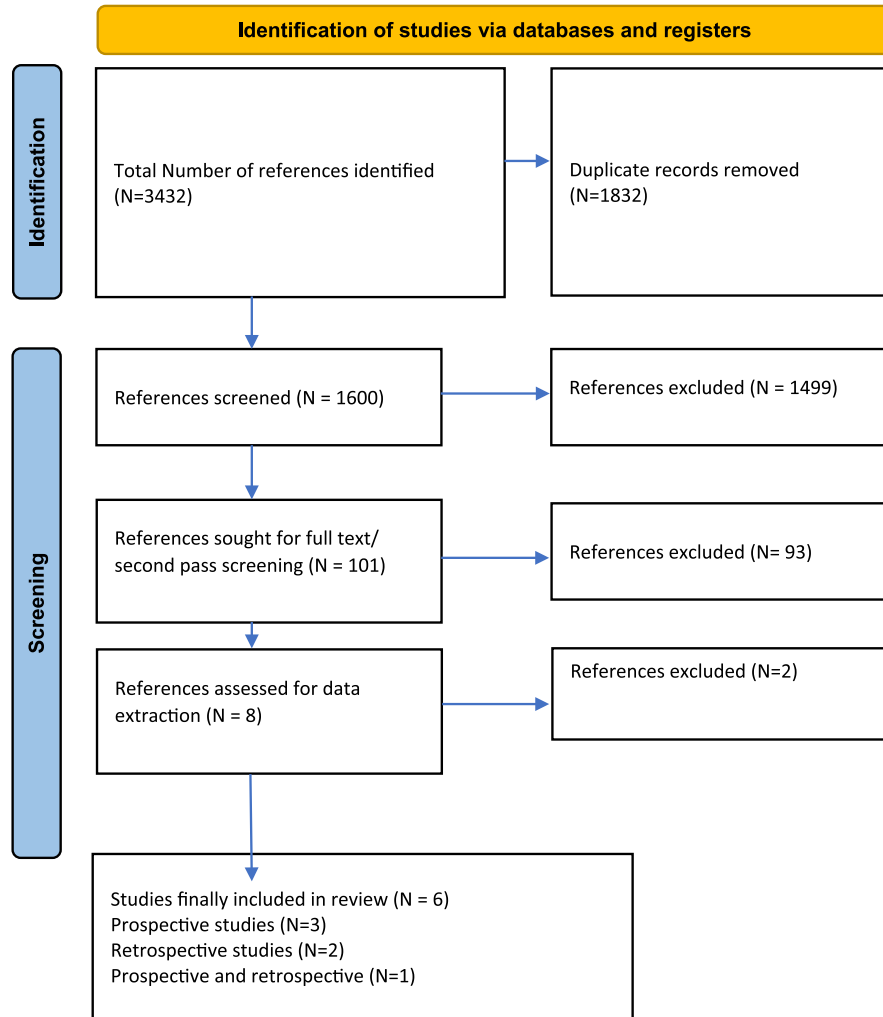 Identification of studies via databases and registers
Identification
Total Number of references identified
(N=3432)
Duplicate records removed
(N=1832)
Screening
References screened (N = 1600)
References excluded (N = 1499)
References sought for full text/
second pass screening (N = 101)
References excluded (N= 93)
References assessed for data
extraction (N = 8)
References excluded (N=2)
Studies finally included in review (N = 6)
Prospective studies (N=3)
Retrospective studies (N=2)
Prospective and retrospective (N=1)